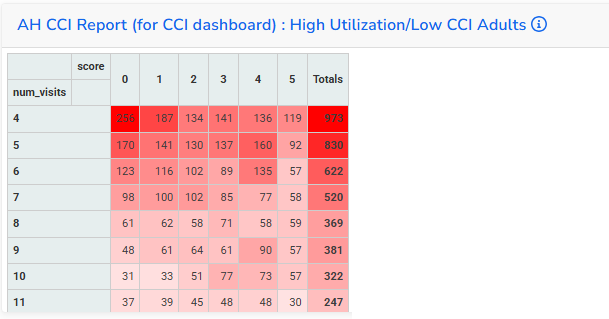 AH CCI Report (for CCI dashboard) : High Utilization/Low CCI Adults
score 0 1 2 3 4 5 Totals
num_visits
4 256 187 134 141 136 119 973
5 170 141 130 137 160 92 830
6 123 116 102 89 135 57 622
7 98 100 102 85 77 58 520
8 61 62 58 71 58 59 369
9 48 61 64 61 90 57 381
10 31 33 51 77 73 57 322
11 37 39 45 48 48 30 247